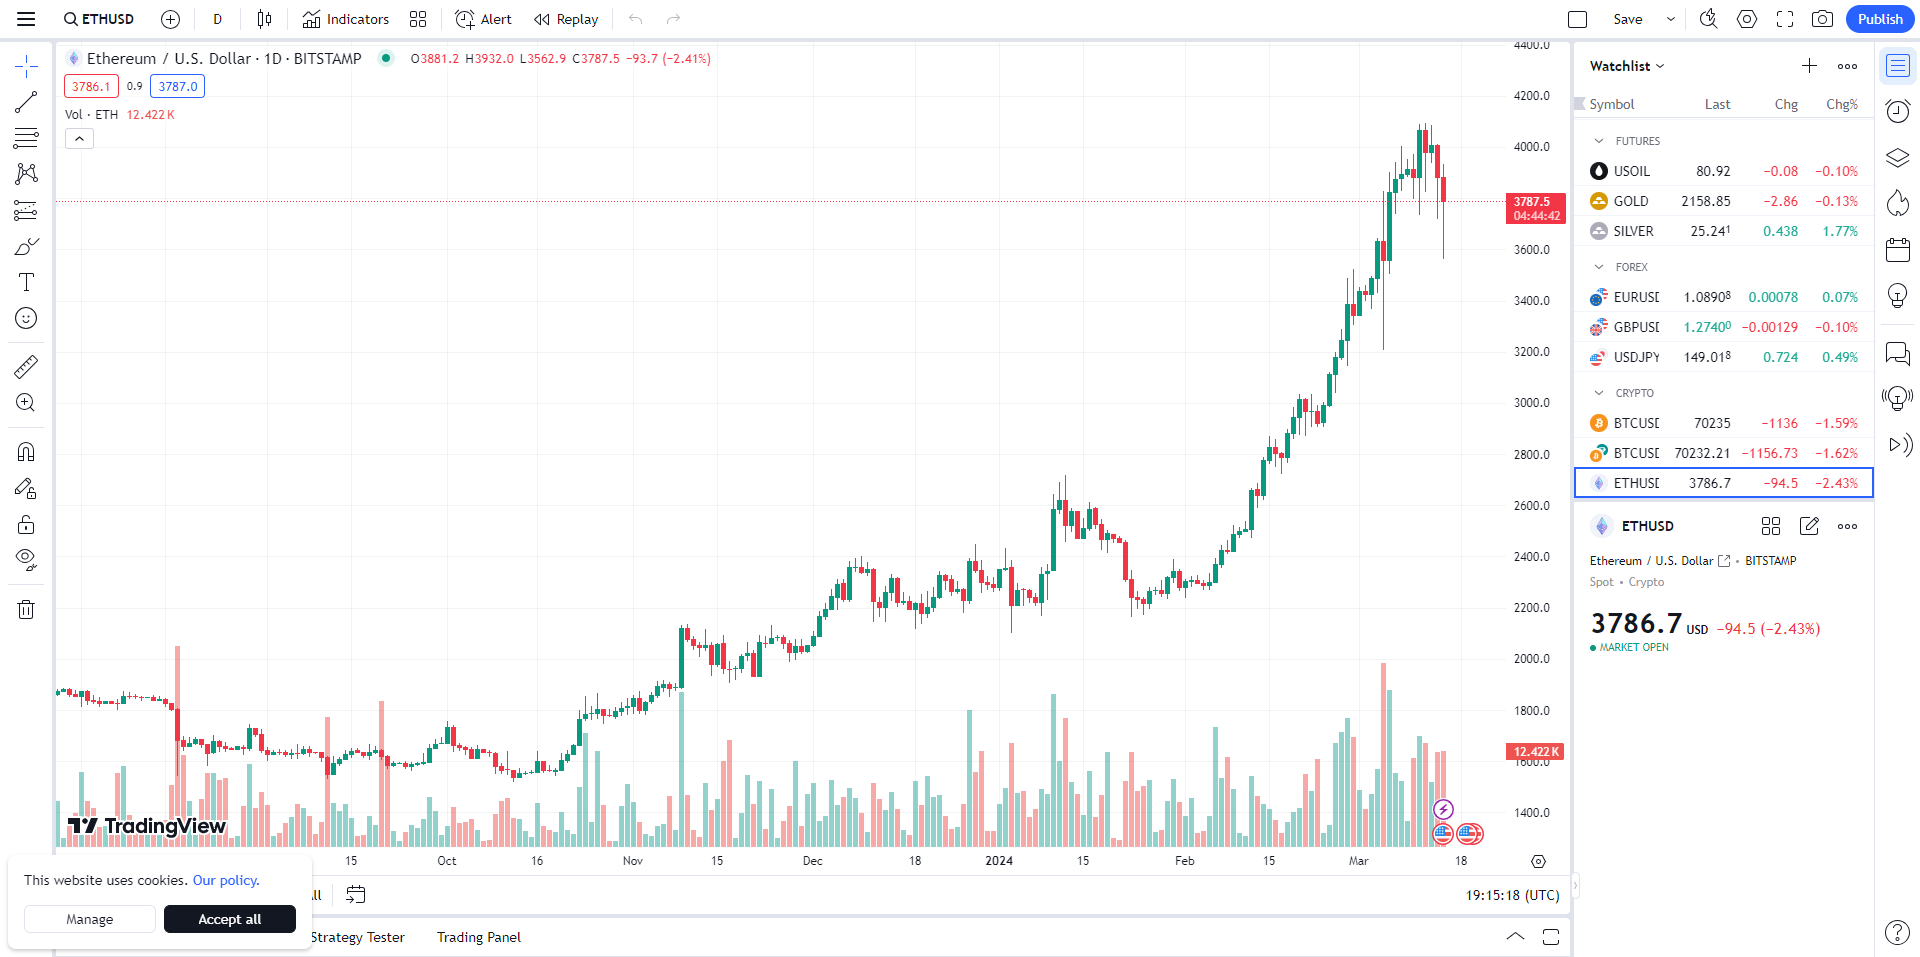 ETHUSD
D
Indicators
Alert
Replay
Save
Publish
Ethereum / U.S. Dollar · 1D · BITSTAMP
O3881.2 H3932.0 L3562.9 C3787.5 −93.7 (−2.41%)
3786.1 0.9 3787.0
Vol · ETH 12.422 K
4400.0
4200.0
4000.0
3787.5
04:44:42
3600.0
3400.0
3200.0
3000.0
2800.0
2600.0
2400.0
2200.0
2000.0
1800.0
12.422 K
1600.0
1400.0
TradingView
15 Oct 16 Nov 15 Dec 18 2024 15 Feb 15 Mar 18
19:15:18 (UTC)
This website uses cookies. Our policy.
Manage
Accept all
Strategy Tester
Trading Panel
Watchlist
Symbol Last Chg Chg%
FUTURES
USOIL 80.92 −0.08 −0.10%
GOLD 2158.85 −2.86 −0.13%
SILVER 25.241 0.438 1.77%
FOREX
EURUSD 1.08908 0.00078 0.07%
GBPUSD 1.27400 −0.00129 −0.10%
USDJPY 149.018 0.724 0.49%
CRYPTO
BTCUSD 70235 −1136 −1.59%
BTCUSD 70232.21 −1156.73 −1.62%
ETHUSD 3786.7 −94.5 −2.43%
ETHUSD
Ethereum / U.S. Dollar • BITSTAMP
Spot • Crypto
3786.7 USD −94.5 (−2.43%)
MARKET OPEN